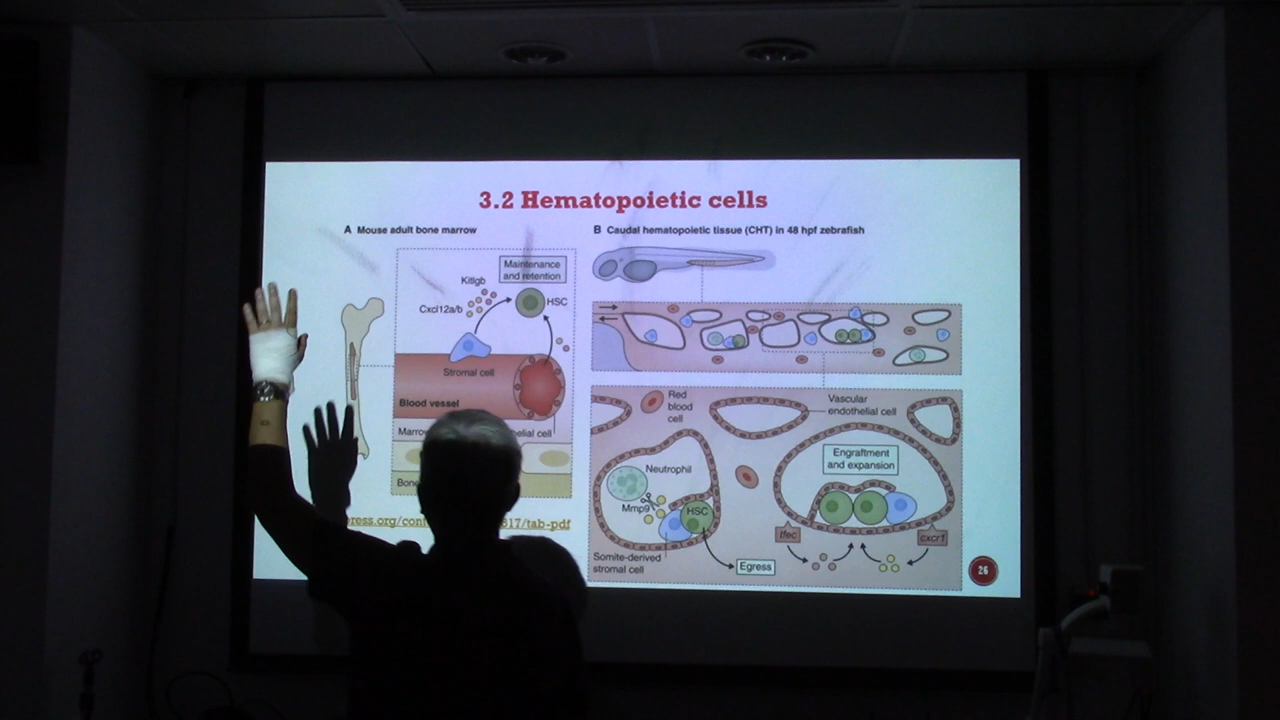 3.2 Hematopoietic cells
A Mouse adult bone marrow
Maintenance
and retention
Kitlgb
Cxcl12a/b
HSC
Stromal cell
Blood vessel
B Caudal hematopoietic tissue (CHT) in 48 hpf zebrafish
Red
blood
cell
Vascular
endothelial cell
Engraftment
and expansion
Neutrophil
Mmp9
HSC
tfec
cxcr1
Somite-derived
stromal cell
Egress
26